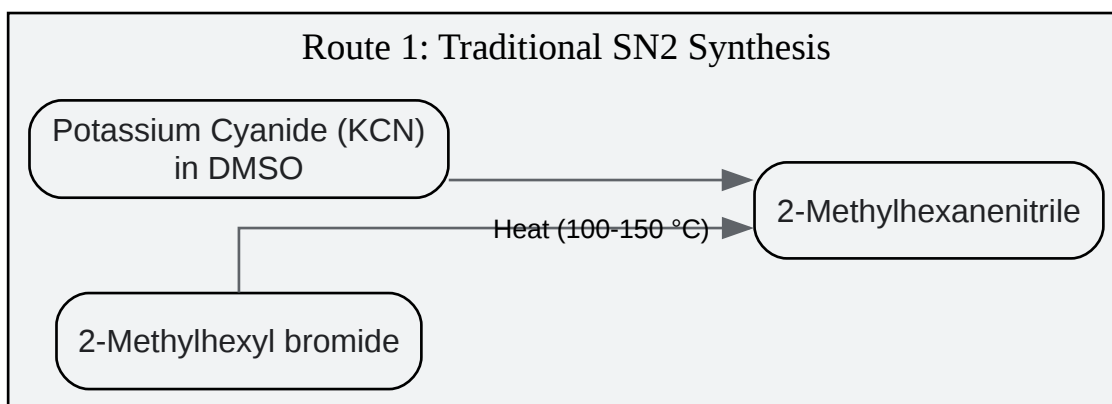 Route 1: Traditional SN2 Synthesis
Potassium Cyanide (KCN)
in DMSO
2-Methylhexanenitrile
Heat (100-150 °C)
2-Methylhexyl bromide